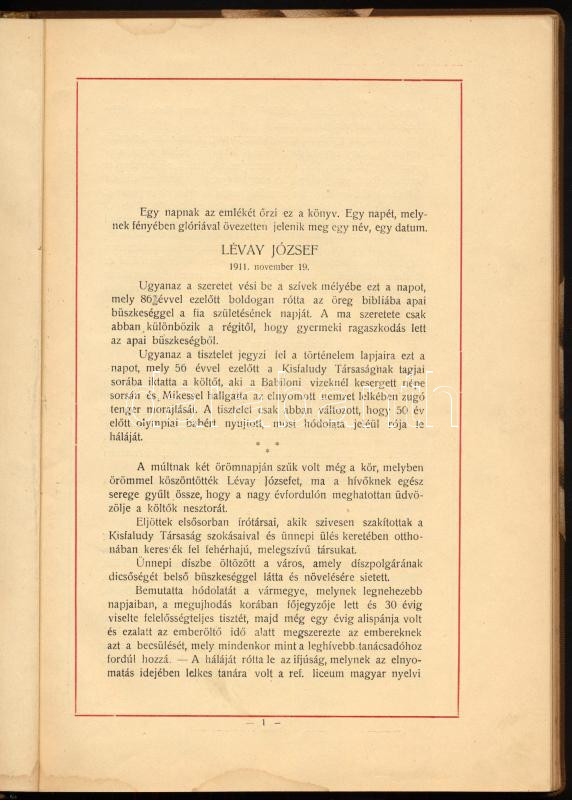 Egy napnak az emlékét őrzi ez a könyv. Egy napét, mely-
nek fényében glóriával övezetten jelenik meg egy név, egy datum.
LÉVAY JÓZSEF
1911. november 19.
Ugyanaz a szeretet vési be a szívek mélyébe ezt a napot,
mely 86 évvel ezelőtt boldogan rótta az öreg bibliába apai
büszkeséggel a fia születésének napját. A ma szeretete csak
abban különbözik a régitől, hogy gyermeki ragaszkodás lett
az apai büszkeségből.
Ugyanaz a tisztelet jegyzi fel a történelem lapjaira ezt a
napot, mely 56 évvel ezelőtt a Kisfaludy Társaságnak tagjai
sorába iktatta a költőt, aki a Babiloni vizeknél kesergett népe
sorsán és Mikessel hallgatta az elnyomott nemzet lelkében zugó
tenger morajlását. A tisztelet csak abban változott, hogy 50 év
előtt olympiai babért nyujtott, most hódolata jeléül rója le
háláját.
* *
*
A múltnak két örömnapján szűk volt még a kör, melyben
örömmel köszöntötték Lévay Józsefet, ma a hívőknek egész
serege gyűlt össze, hogy a nagy évfordulón meghatottan üdvö-
zölje a költők nesztorát.
Eljöttek elsősorban írótársai, akik szivesen szakítottak a
Kisfaludy Társaság szokásaival és ünnepi ülés keretében ottho-
nában keresék fel fehérhajú, melegszívű társukat.
Ünnepi díszbe öltözött a város, amely díszpolgárának
dicsőségét belső büszkeséggel látta és növelésére sietett.
Bemutatta hódolatát a vármegye, melynek legnehezebb
napjaiban, a megujhodás korában főjegyzője lett és 30 évig
viselte felelősségteljes tisztét, majd még egy évig alispánja volt
és ezalatt az emberöltő idő alatt megszerezte az embereknek
azt a becsülését, mely mindenkor mint a leghívebb tanácsadóhoz
fordúl hozzá. — A háláját rótta le az ifjúság, melynek az elnyo-
matás idejében lelkes tanára volt a ref. liceum magyar nyelvi
— 1 —